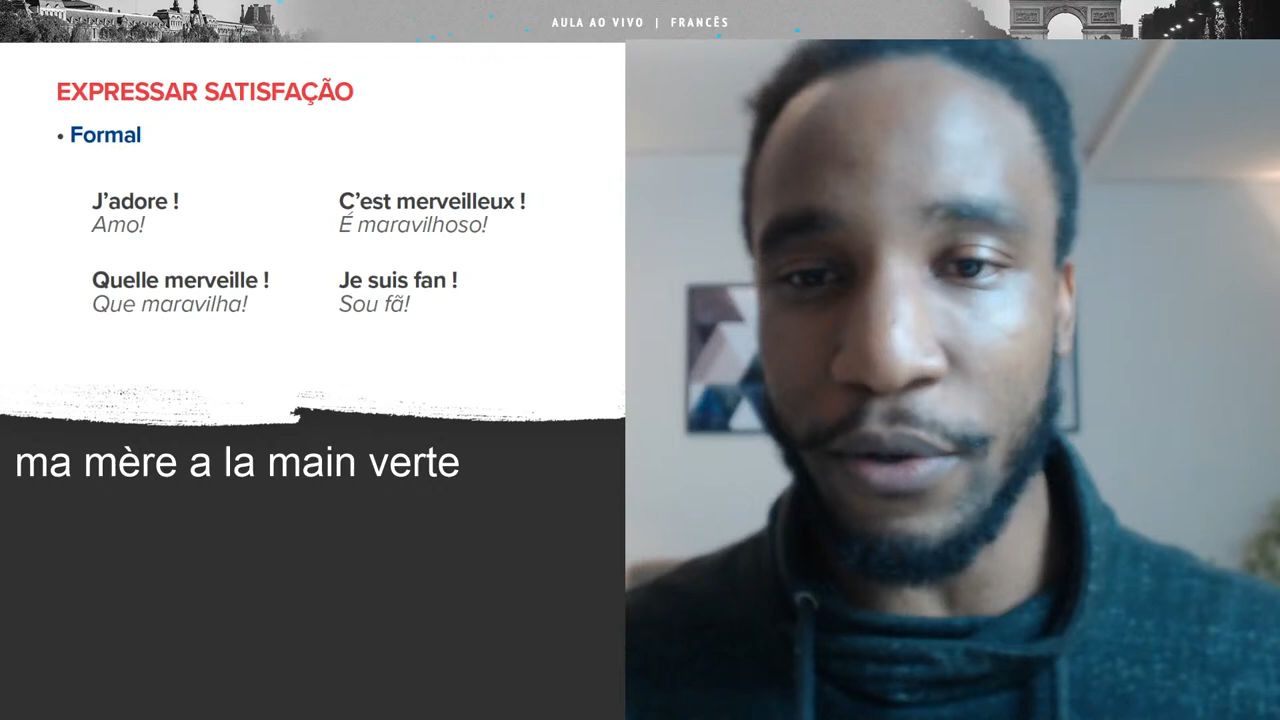 AULA AO VIVO | FRANCÊS
EXPRESSAR SATISFAÇÃO
• Formal
J’adore !
Amo!
C’est merveilleux !
É maravilhoso!
Quelle merveille !
Que maravilha!
Je suis fan !
Sou fã!
ma mère a la main verte